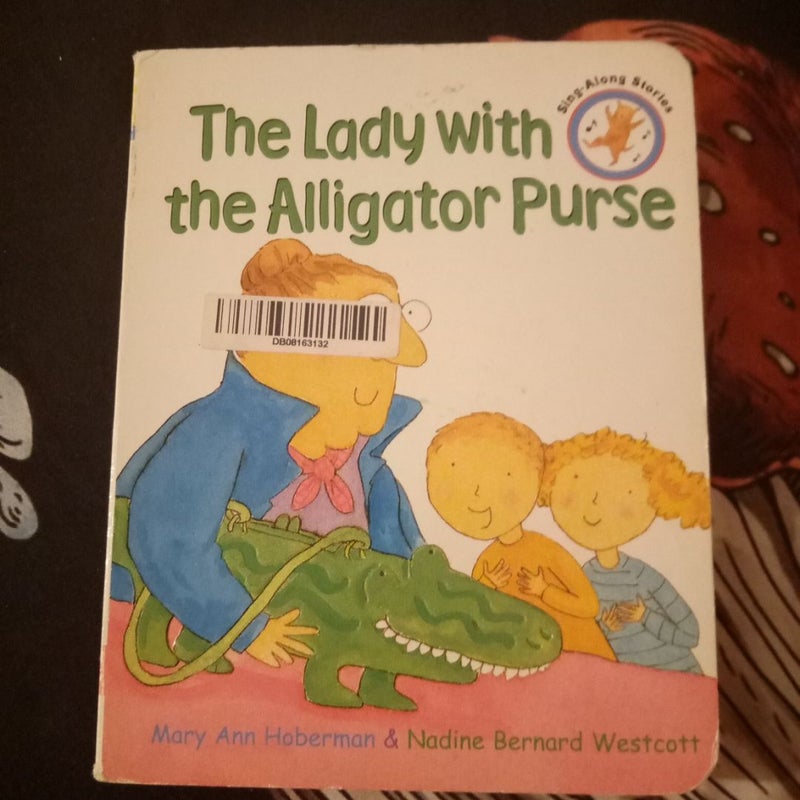 Sing-Along Stories
The Lady with
the Alligator Purse
DB08163132
Mary Ann Hoberman & Nadine Bernard Westcott